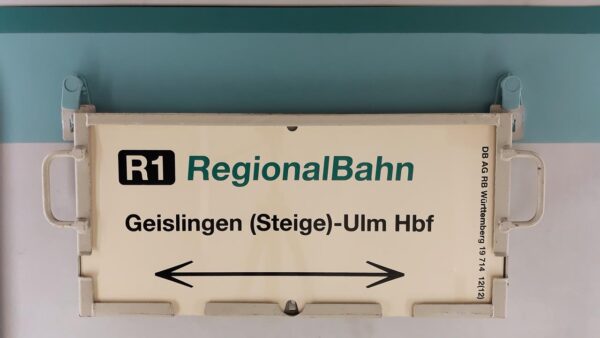 R1 RegionalBahn
Geislingen (Steige)-Ulm Hbf
DB AG RB Württemberg 19 714 12(12)